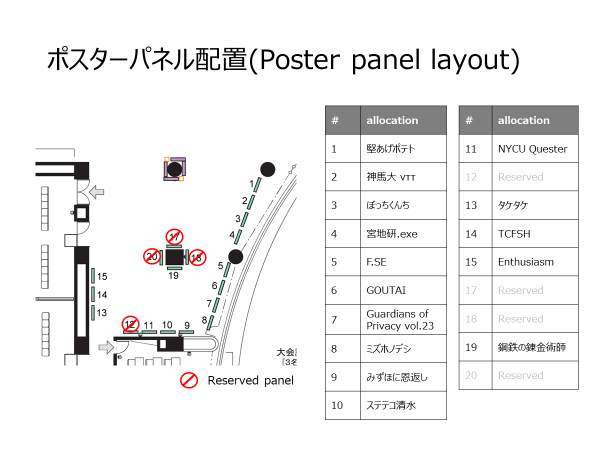 ポスターパネル配置(Poster panel layout)
# allocation
1 堅あげポテト
2 神馬大 vττ
3 ぼっちくんち
4 宮地研.exe
5 F.SE
6 GOUTAI
7 Guardians of
Privacy vol.23
8 ミズホノデシ
9 みずほに恩返し
10 ステテコ清水
# allocation
11 NYCU Quester
12 Reserved
13 タケタケ
14 TCFSH
15 Enthusiasm
17 Reserved
18 Reserved
19 鋼鉄の錬金術師
20 Reserved
1
2
3
4
5
6
7
8
17
20
18
19
15
14
13
12 11 10 9
大会
「3名
Reserved panel